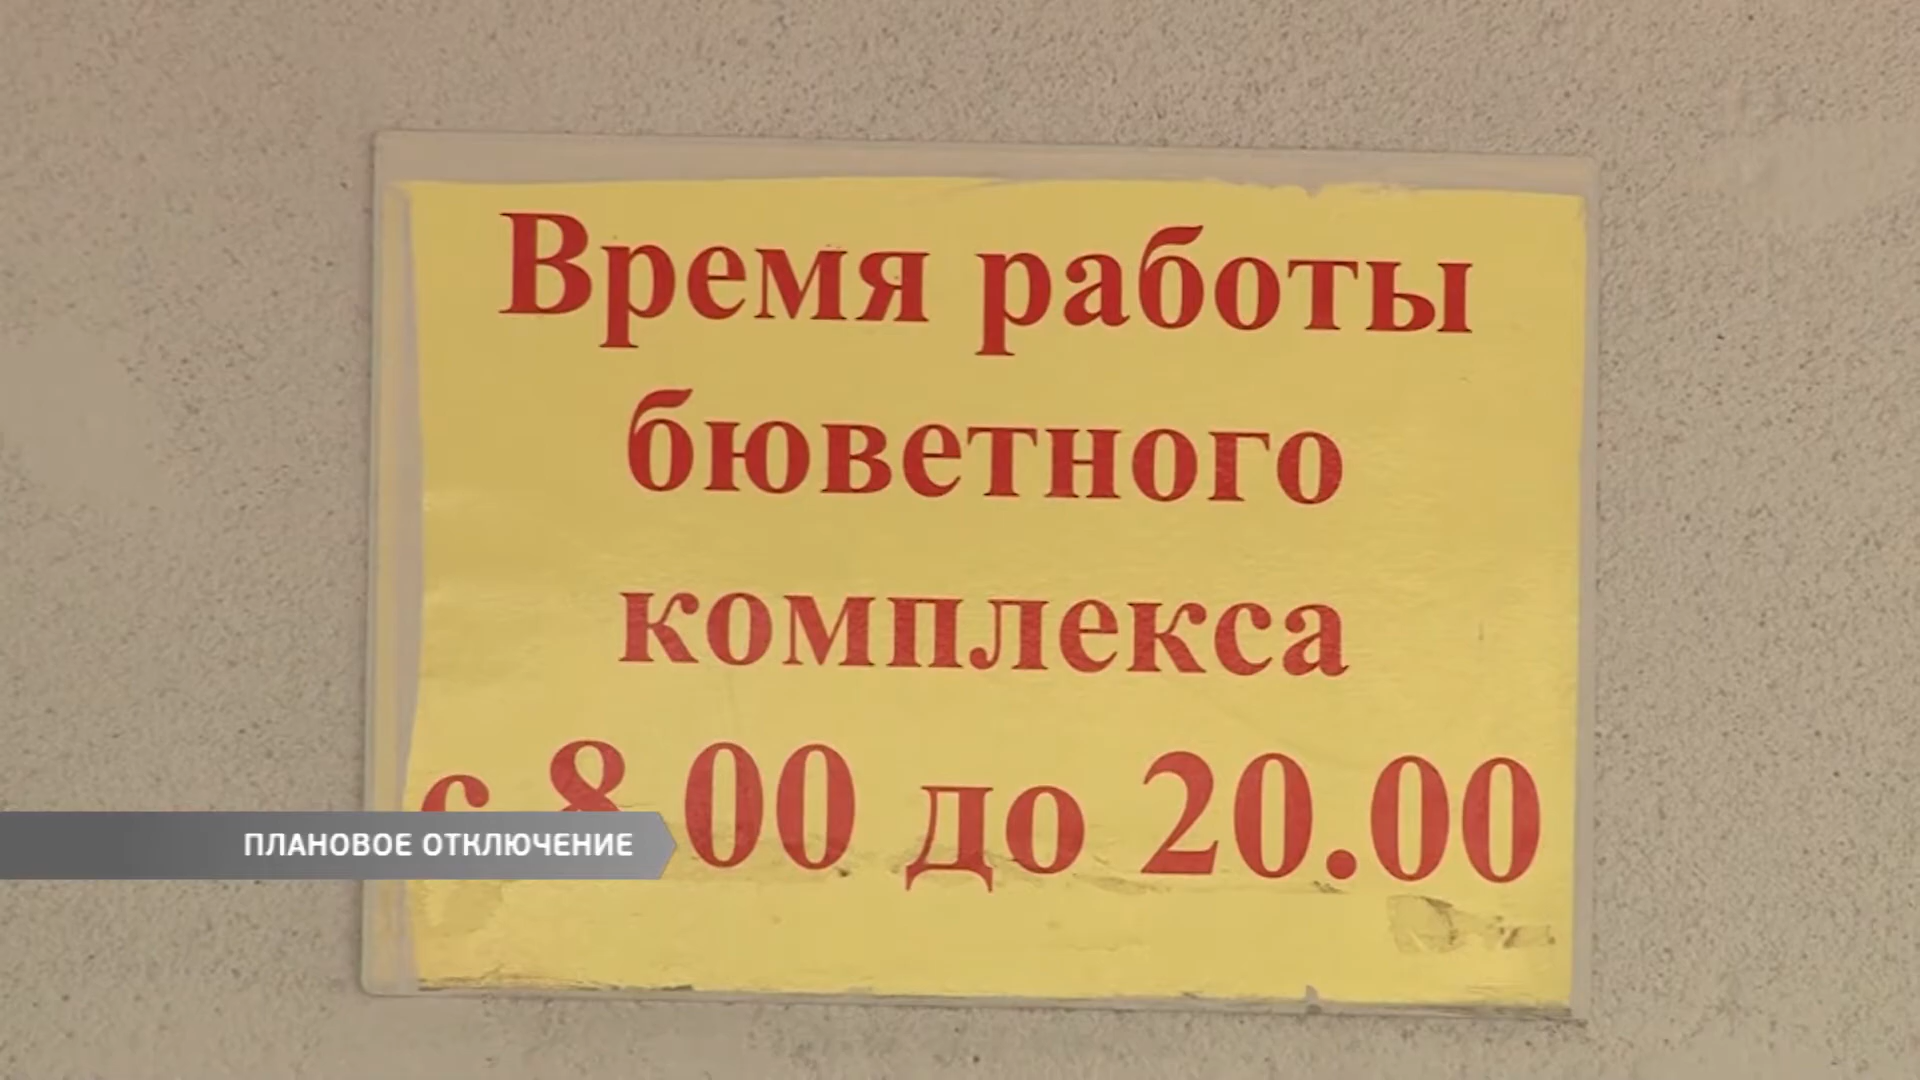 Время работы
бюветного
комплекса
с 8.00 до 20.00
ПЛАНОВОЕ ОТКЛЮЧЕНИЕ